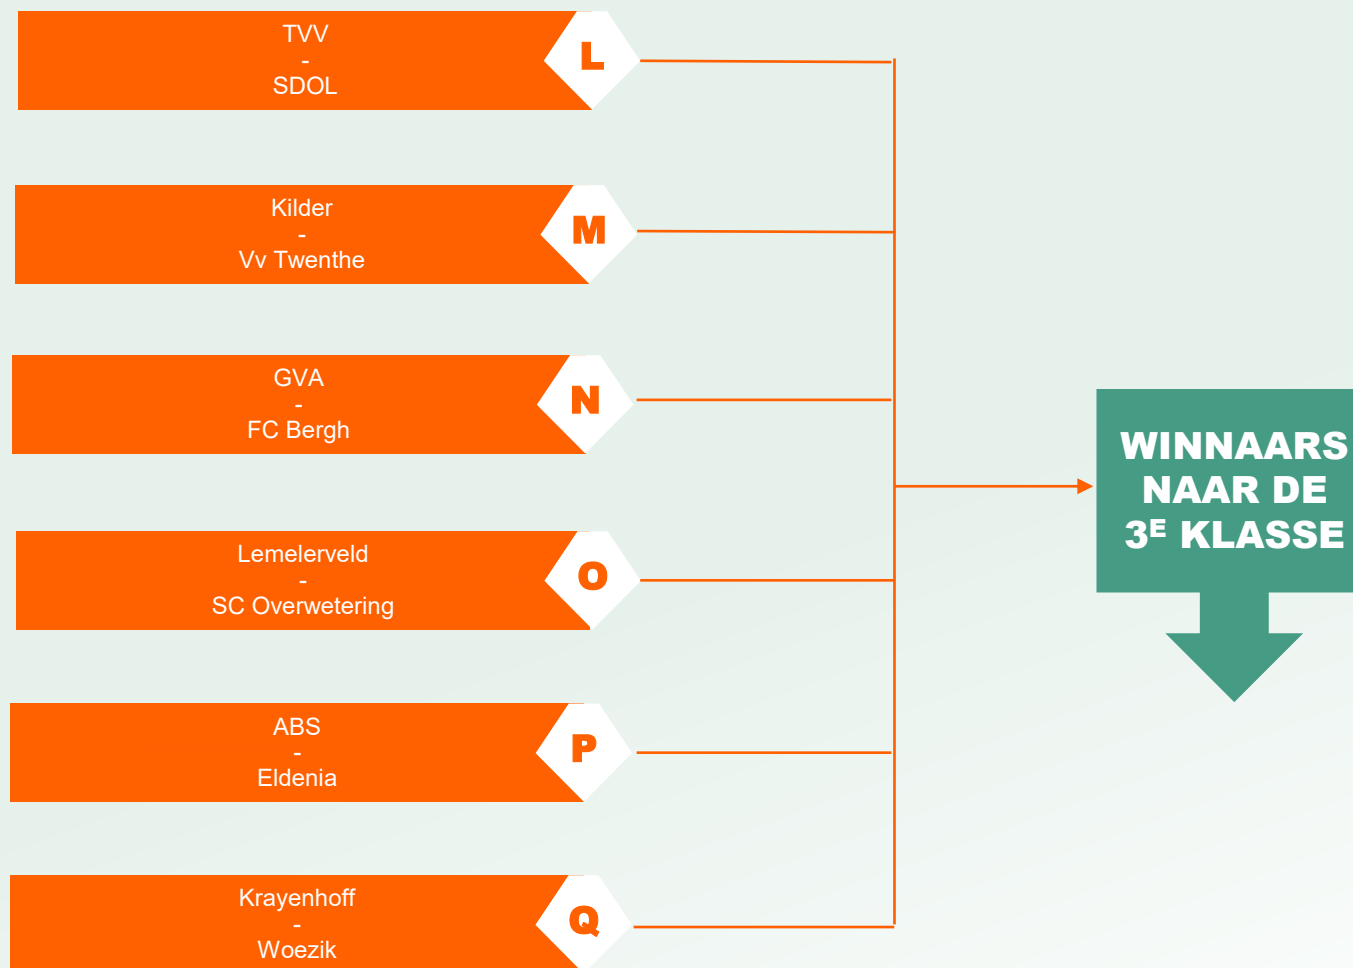 TVV
-
SDOL
L
Kilder
-
Vv Twenthe
M
GVA
-
FC Bergh
N
Lemelerveld
-
SC Overwetering
O
ABS
-
Eldenia
P
Krayenhoff
-
Woezik
Q
WINNAARS
NAAR DE
3E KLASSE